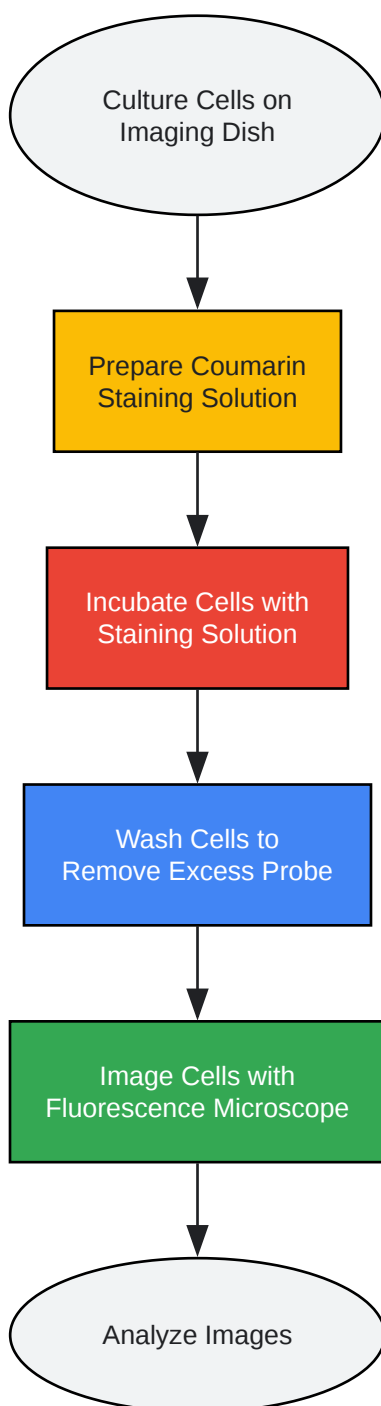 Culture Cells on
Imaging Dish
Prepare Coumarin
Staining Solution
Incubate Cells with
Staining Solution
Wash Cells to
Remove Excess Probe
Image Cells with
Fluorescence Microscope
Analyze Images